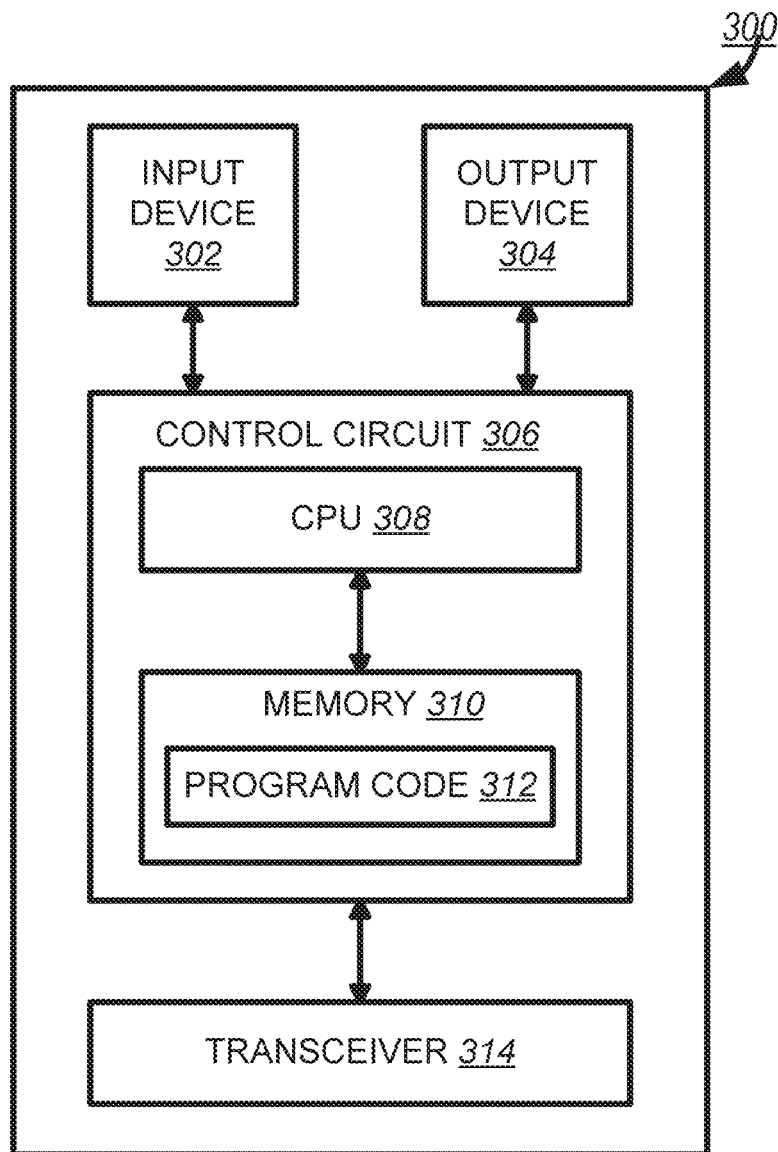 300
INPUT
DEVICE
302
OUTPUT
DEVICE
304
CONTROL CIRCUIT 306
CPU 308
MEMORY 310
PROGRAM CODE 312
TRANSCEIVER 314